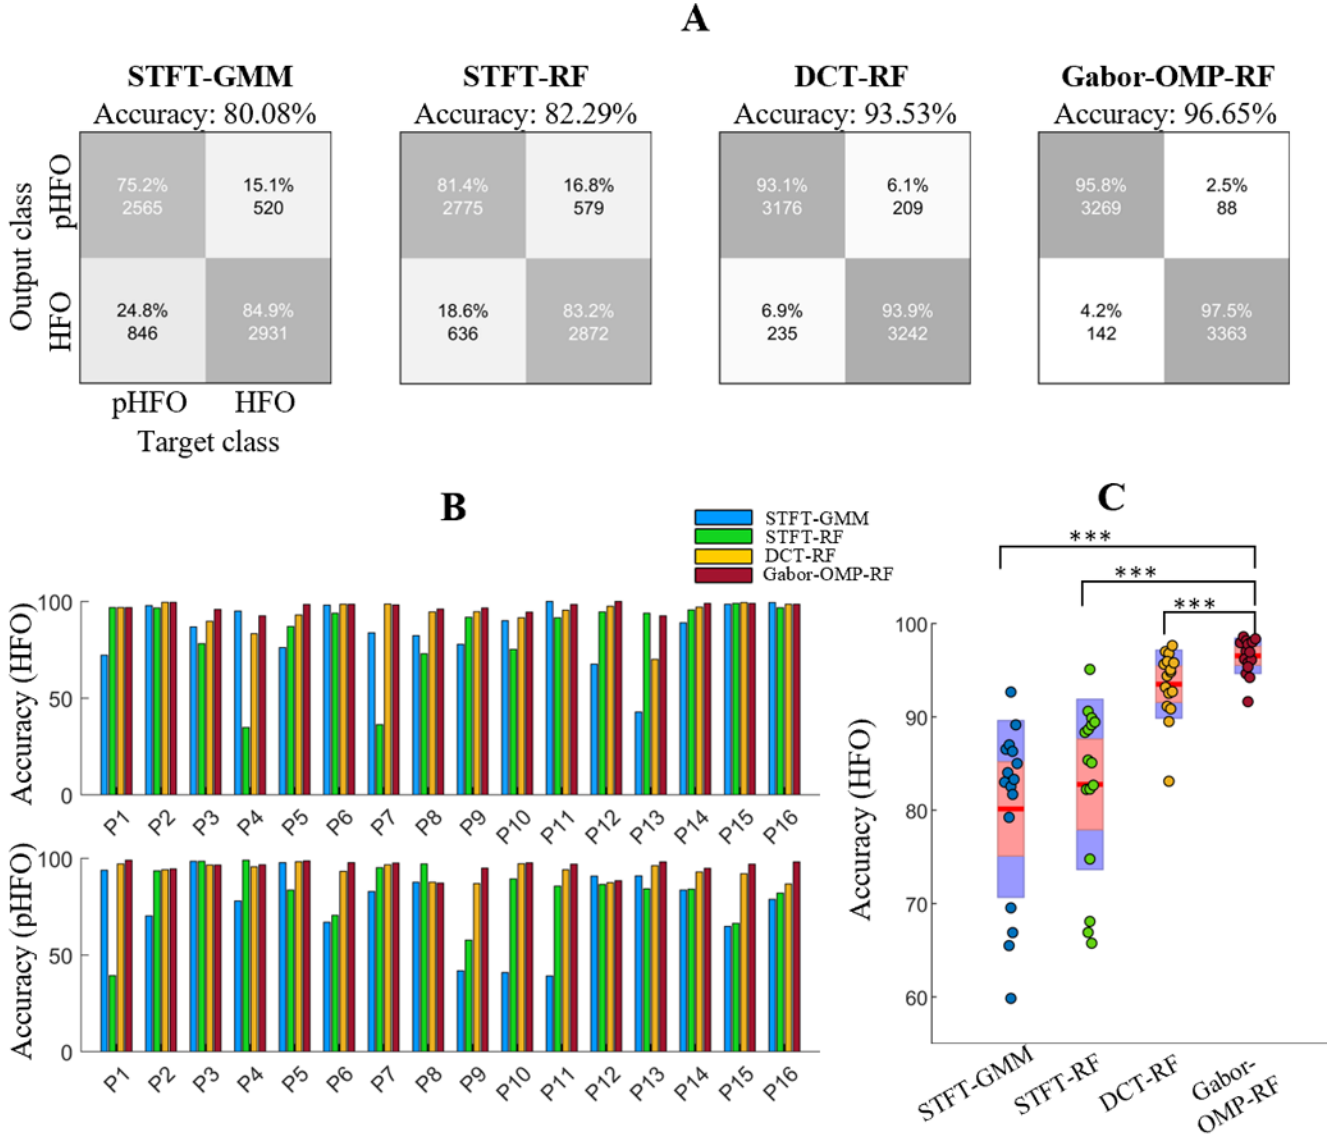 A
STFT-GMM
Accuracy: 80.08%
STFT-RF
Accuracy: 82.29%
DCT-RF
Accuracy: 93.53%
Gabor-OMP-RF
Accuracy: 96.65%
Output class
pHFO
HFO
75.2%
2565
15.1%
520
24.8%
846
84.9%
2931
81.4%
2775
16.8%
579
18.6%
636
83.2%
2872
93.1%
3176
6.1%
209
6.9%
235
93.9%
3242
95.8%
3269
2.5%
88
4.2%
142
97.5%
3363
pHFO HFO
Target class
B
STFT-GMM
STFT-RF
DCT-RF
Gabor-OMP-RF
Accuracy (HFO)
100
50
0
P1 P2 P3 P4 P5 P6 P7 P8 P9 P10 P11 P12 P13 P14 P15 P16
Accuracy (pHFO)
100
50
0
P1 P2 P3 P4 P5 P6 P7 P8 P9 P10 P11 P12 P13 P14 P15 P16
C
***
***
***
Accuracy (HFO)
100
90
80
70
60
STFT-GMM
STFT-RF
DCT-RF
Gabor-
OMP-RF